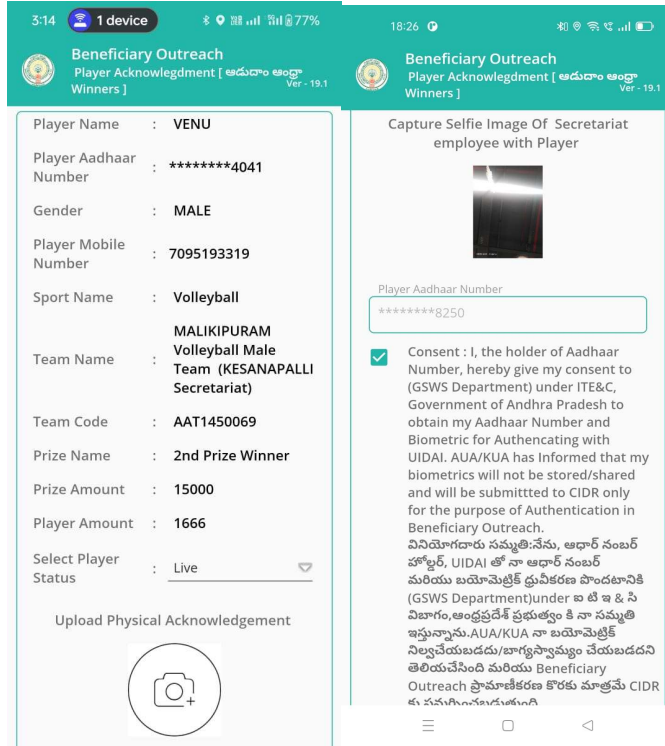 3:14
1 device
77%
Beneficiary Outreach
Player Acknowlegdment [ ఆడుదాం ఆంధ్రా
Winners ]
Ver - 19.1
Player Name : VENU
Player Aadhaar
Number
: ********4041
Gender : MALE
Player Mobile
Number
: 7095193319
Sport Name : Volleyball
Team Name :
MALIKIPURAM
Volleyball Male
Team (KESANAPALLI
Secretariat)
Team Code : AAT1450069
Prize Name : 2nd Prize Winner
Prize Amount : 15000
Player Amount : 1666
Select Player
Status
: Live
Upload Physical Acknowledgement
18:26
Beneficiary Outreach
Player Acknowlegdment [ ఆడుదాం ఆంధ్రా
Winners ]
Ver - 19.1
Capture Selfie Image Of Secretariat
employee with Player
Player Aadhaar Number
********8250
Consent : I, the holder of Aadhaar
Number, hereby give my consent to
(GSWS Department) under ITE&C,
Government of Andhra Pradesh to
obtain my Aadhaar Number and
Biometric for Authencating with
UIDAI. AUA/KUA has Informed that my
biometrics will not be stored/shared
and will be submittted to CIDR only
for the purpose of Authentication in
Beneficiary Outreach.
వినియోగదారు సమ్మతి:నేను, ఆధార్ నంబర్
హోల్డర్, UIDAI తో నా ఆధార్ నంబర్
మరియు బయోమెట్రిక్ ధ్రువీకరణ పొందటానికి
(GSWS Department)under ఐ టి ఇ & సి
విబాగం,ఆంధ్రప్రదేశ్ ప్రభుత్వం కి నా సమ్మతి
ఇస్తున్నాను.AUA/KUA నా బయోమెట్రిక్
నిల్వచేయబడదు/బాగ్యస్వామ్యం చేయబడదని
తెలియచేసింది మరియు Beneficiary
Outreach ప్రామాణీకరణ కొరకు మాత్రమే CIDR
కు సమర్పించబడుతుంది